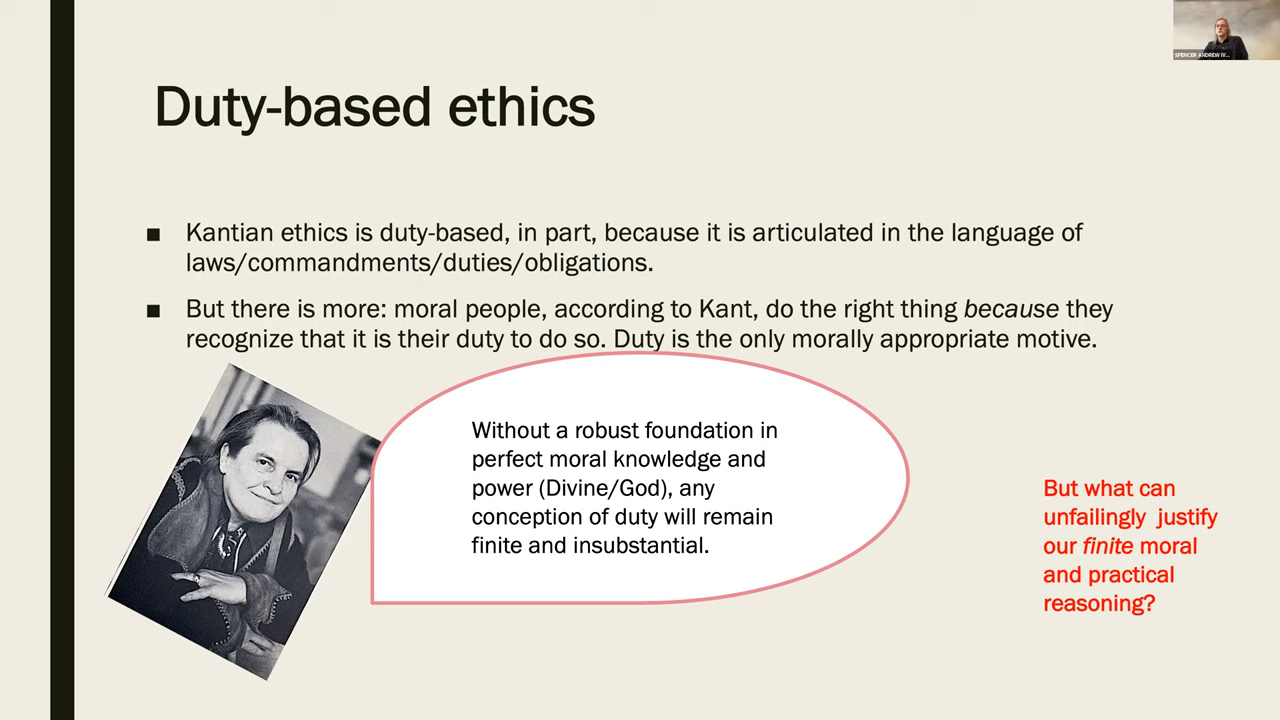 SPENCER ANDREW IV...
Duty-based ethics
■ Kantian ethics is duty-based, in part, because it is articulated in the language of
laws/commandments/duties/obligations.
■ But there is more: moral people, according to Kant, do the right thing because they
recognize that it is their duty to do so. Duty is the only morally appropriate motive.
Without a robust foundation in
perfect moral knowledge and
power (Divine/God), any
conception of duty will remain
finite and insubstantial.
But what can
unfailingly justify
our finite moral
and practical
reasoning?